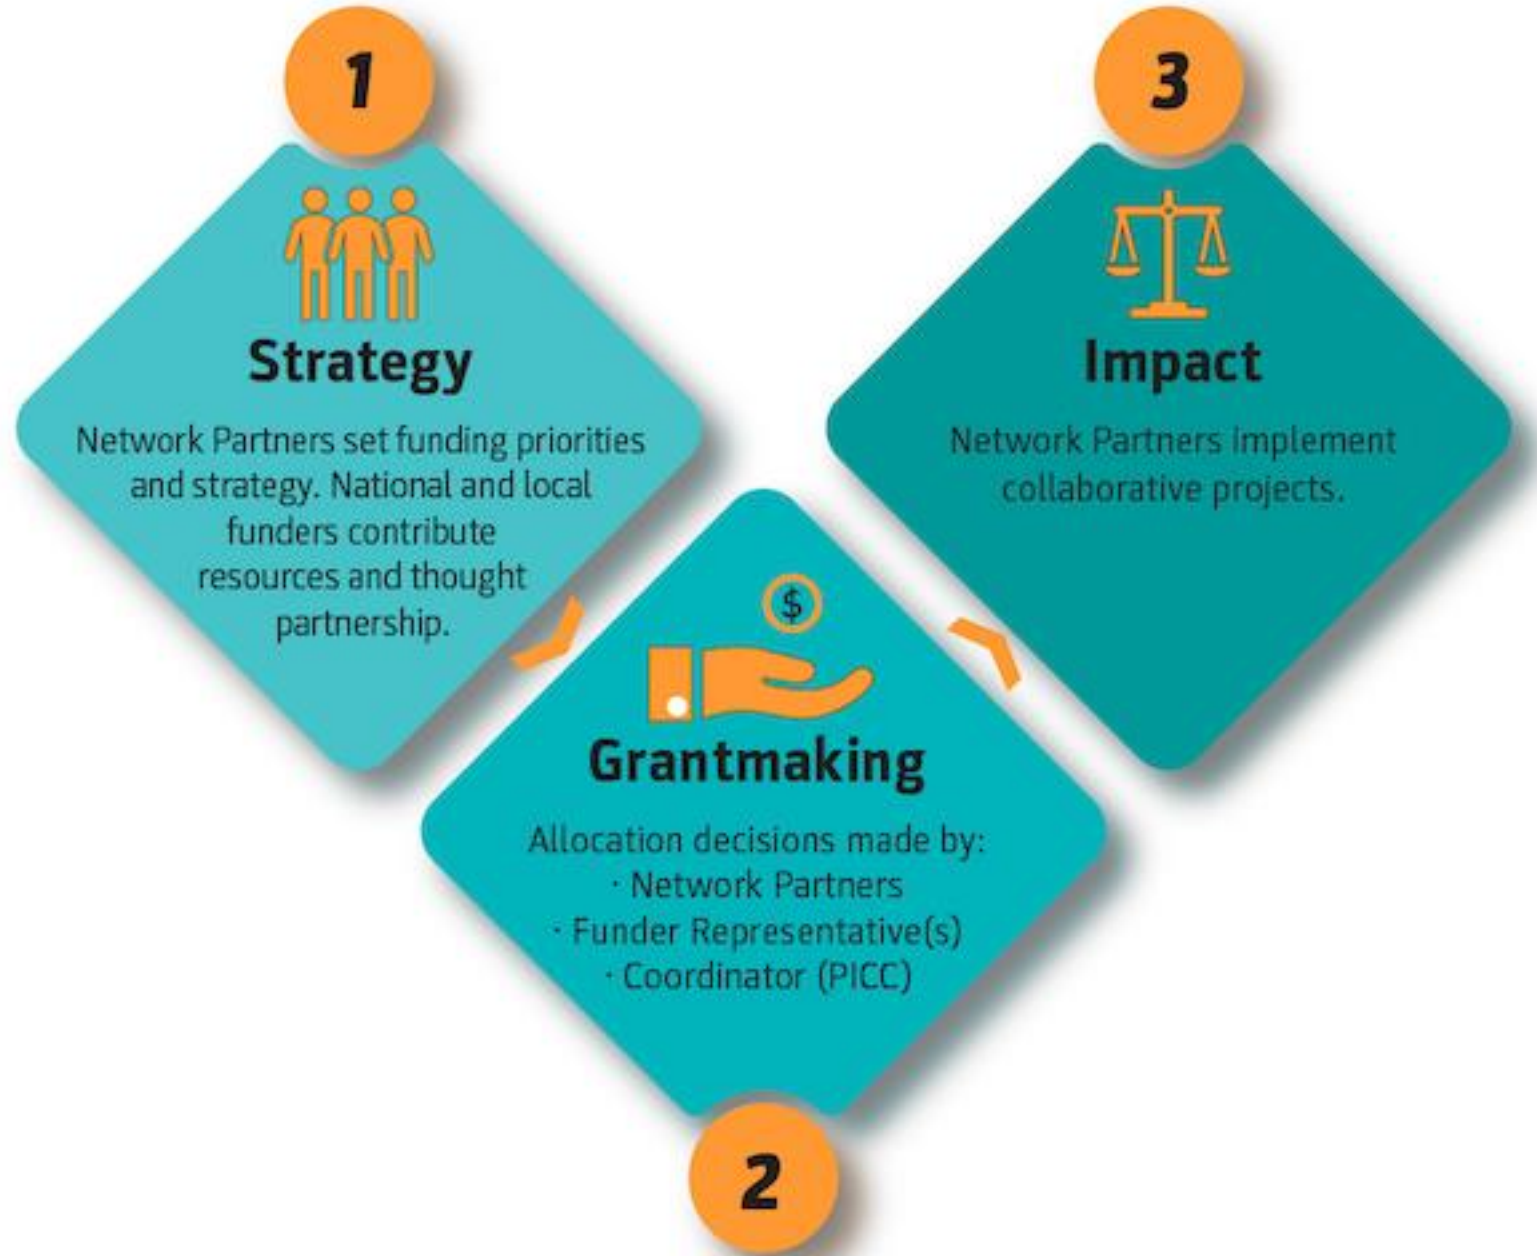 1
Strategy
Network Partners set funding priorities
and strategy. National and local
funders contribute
resources and thought
partnership.
$
Grantmaking
Allocation decisions made by:
· Network Partners
· Funder Representative(s)
· Coordinator (PICC)
2
3
Impact
Network Partners implement
collaborative projects.